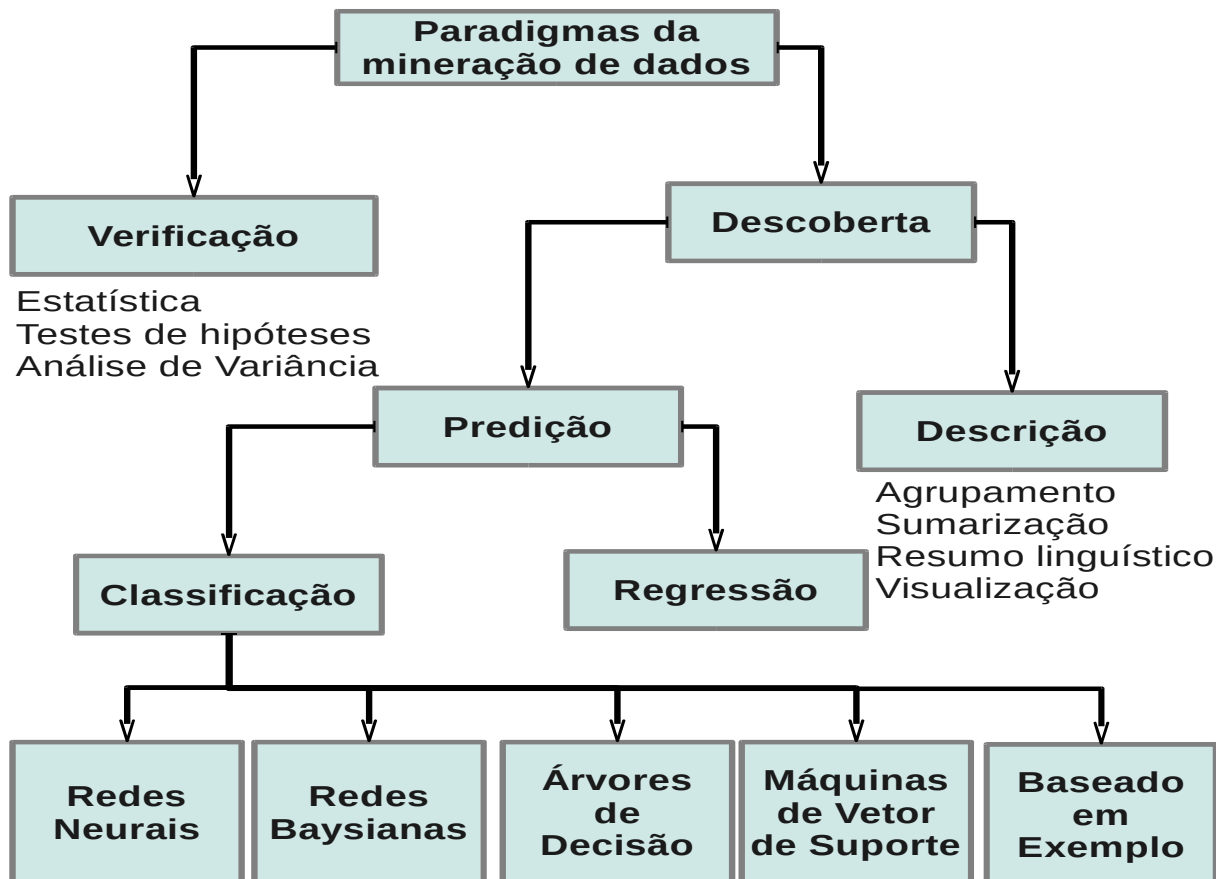 Paradigmas da
mineração de dados
Verificação
Estatística
Testes de hipóteses
Análise de Variância
Descoberta
Predição
Descrição
Agrupamento
Sumarização
Resumo linguístico
Visualização
Classificação
Regressão
Redes
Neurais
Redes
Baysianas
Árvores
de
Decisão
Máquinas
de Vetor
de Suporte
Baseado
em
Exemplo